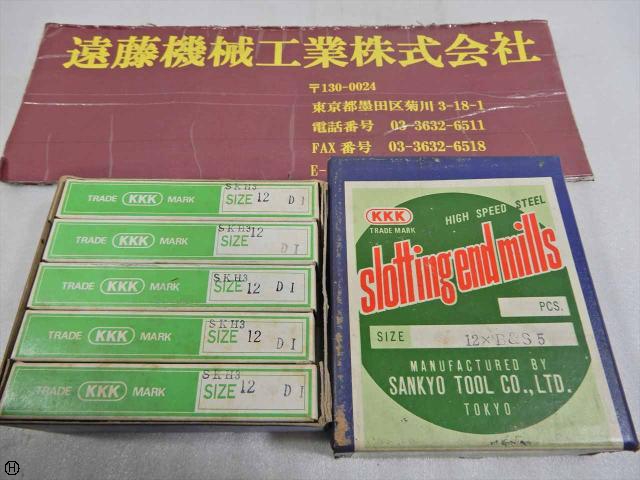 遠藤機械工業株式会社
〒130-0024
東京都墨田区菊川3-18-1
電話番号 03-3632-6511
FAX番号 03-3632-6518
E-
TRADE KKK MARK SKH3 SIZE 12 D I
TRADE KKK MARK SKH3 SIZE 12 D I
TRADE KKK MARK SKH3 SIZE 12 D I
TRADE KKK MARK SKH3 SIZE 12 D I
TRADE KKK MARK SKH3 SIZE 12 D I
KKK
TRADE MARK
HIGH SPEED STEEL
slotting end mills
PCS.
SIZE 12×B&S 5
MANUFACTURED BY
SANKYO TOOL CO., LTD.
TOKYO
H